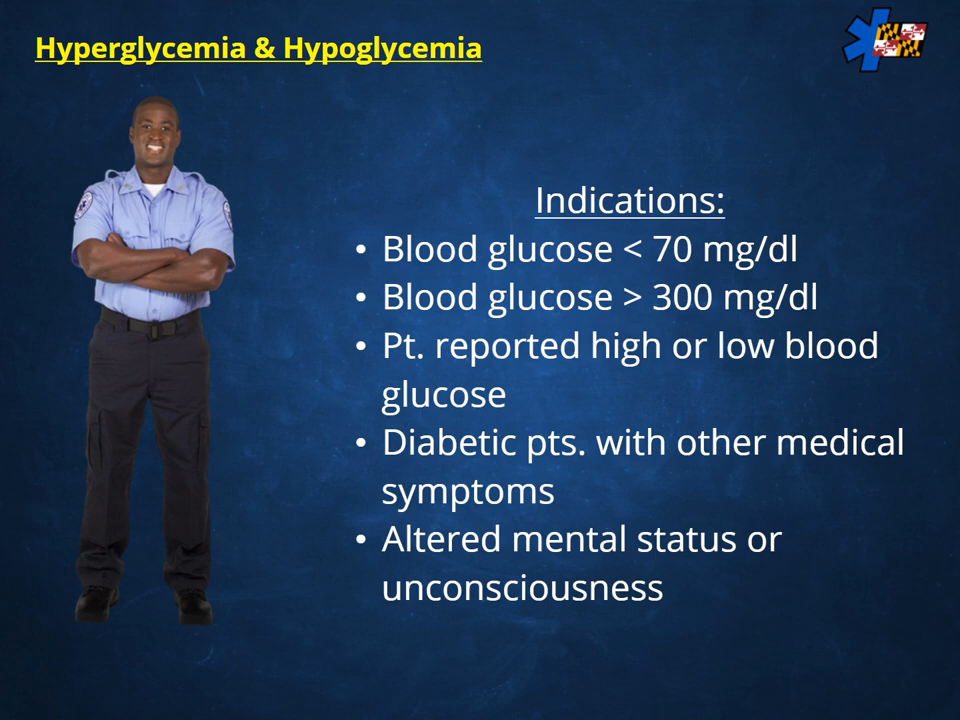 Hyperglycemia & Hypoglycemia
Indications:
• Blood glucose < 70 mg/dl
• Blood glucose > 300 mg/dl
• Pt. reported high or low blood
glucose
• Diabetic pts. with other medical
symptoms
• Altered mental status or
unconsciousness